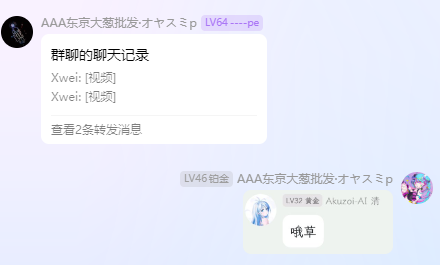 AAA东京大葱批发·オヤスミp LV64 ----pe
群聊的聊天记录
Xwei: [视频]
Xwei: [视频]
查看2条转发消息
LV46 铂金 AAA东京大葱批发·オヤスミp
LV32 黄金 Akuzoi-AI 清
哦草